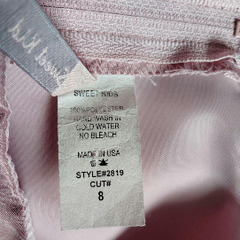 SWEET KIDS
100% POLYESTER
HAND WASH IN
COLD WATER
NO BLEACH
MADE IN USA
STYLE#2819
CUT#
8